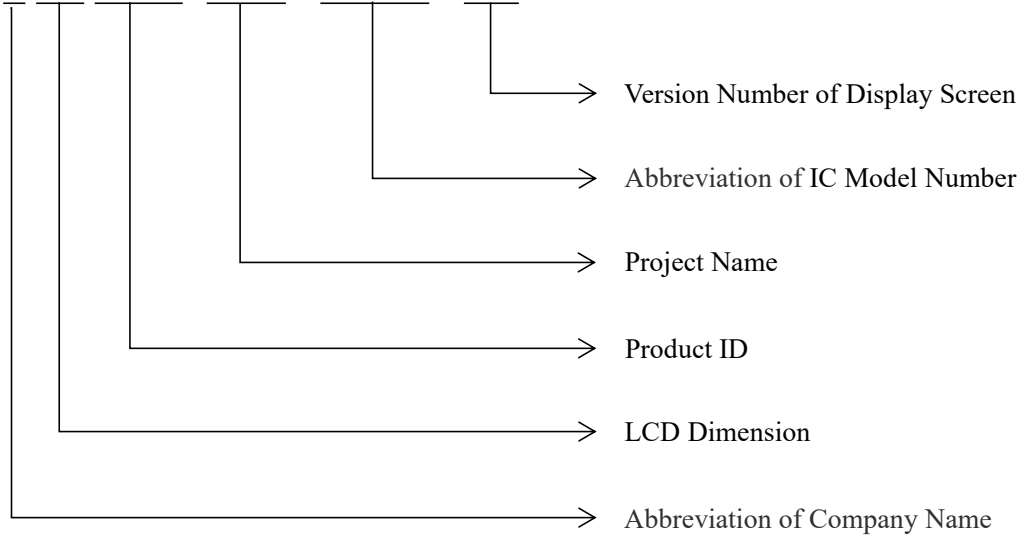 Version Number of Display Screen
Abbreviation of IC Model Number
Project Name
Product ID
LCD Dimension
Abbreviation of Company Name